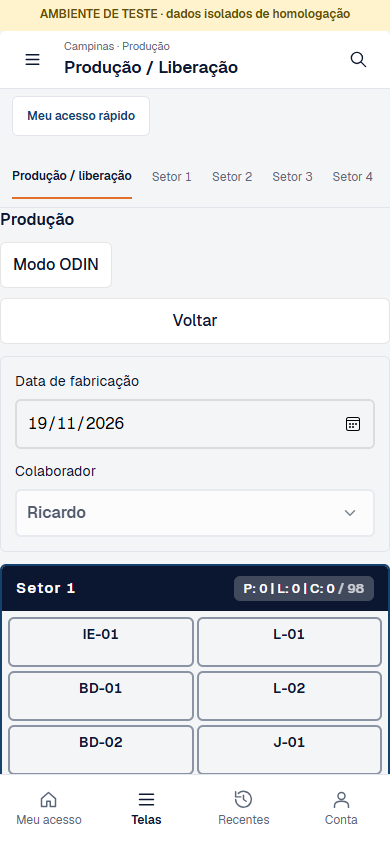 AMBIENTE DE TESTE · dados isolados de homologação
Campinas · Produção
Produção / Liberação
Meu acesso rápido
Produção / liberação Setor 1 Setor 2 Setor 3 Setor 4
Produção
Modo ODIN
Voltar
Data de fabricação
19/11/2026
Colaborador
Ricardo
Setor 1 P: 0 | L: 0 | C: 0 / 98
IE-01 L-01
BD-01 L-02
BD-02 J-01
Meu acesso Telas Recentes Conta